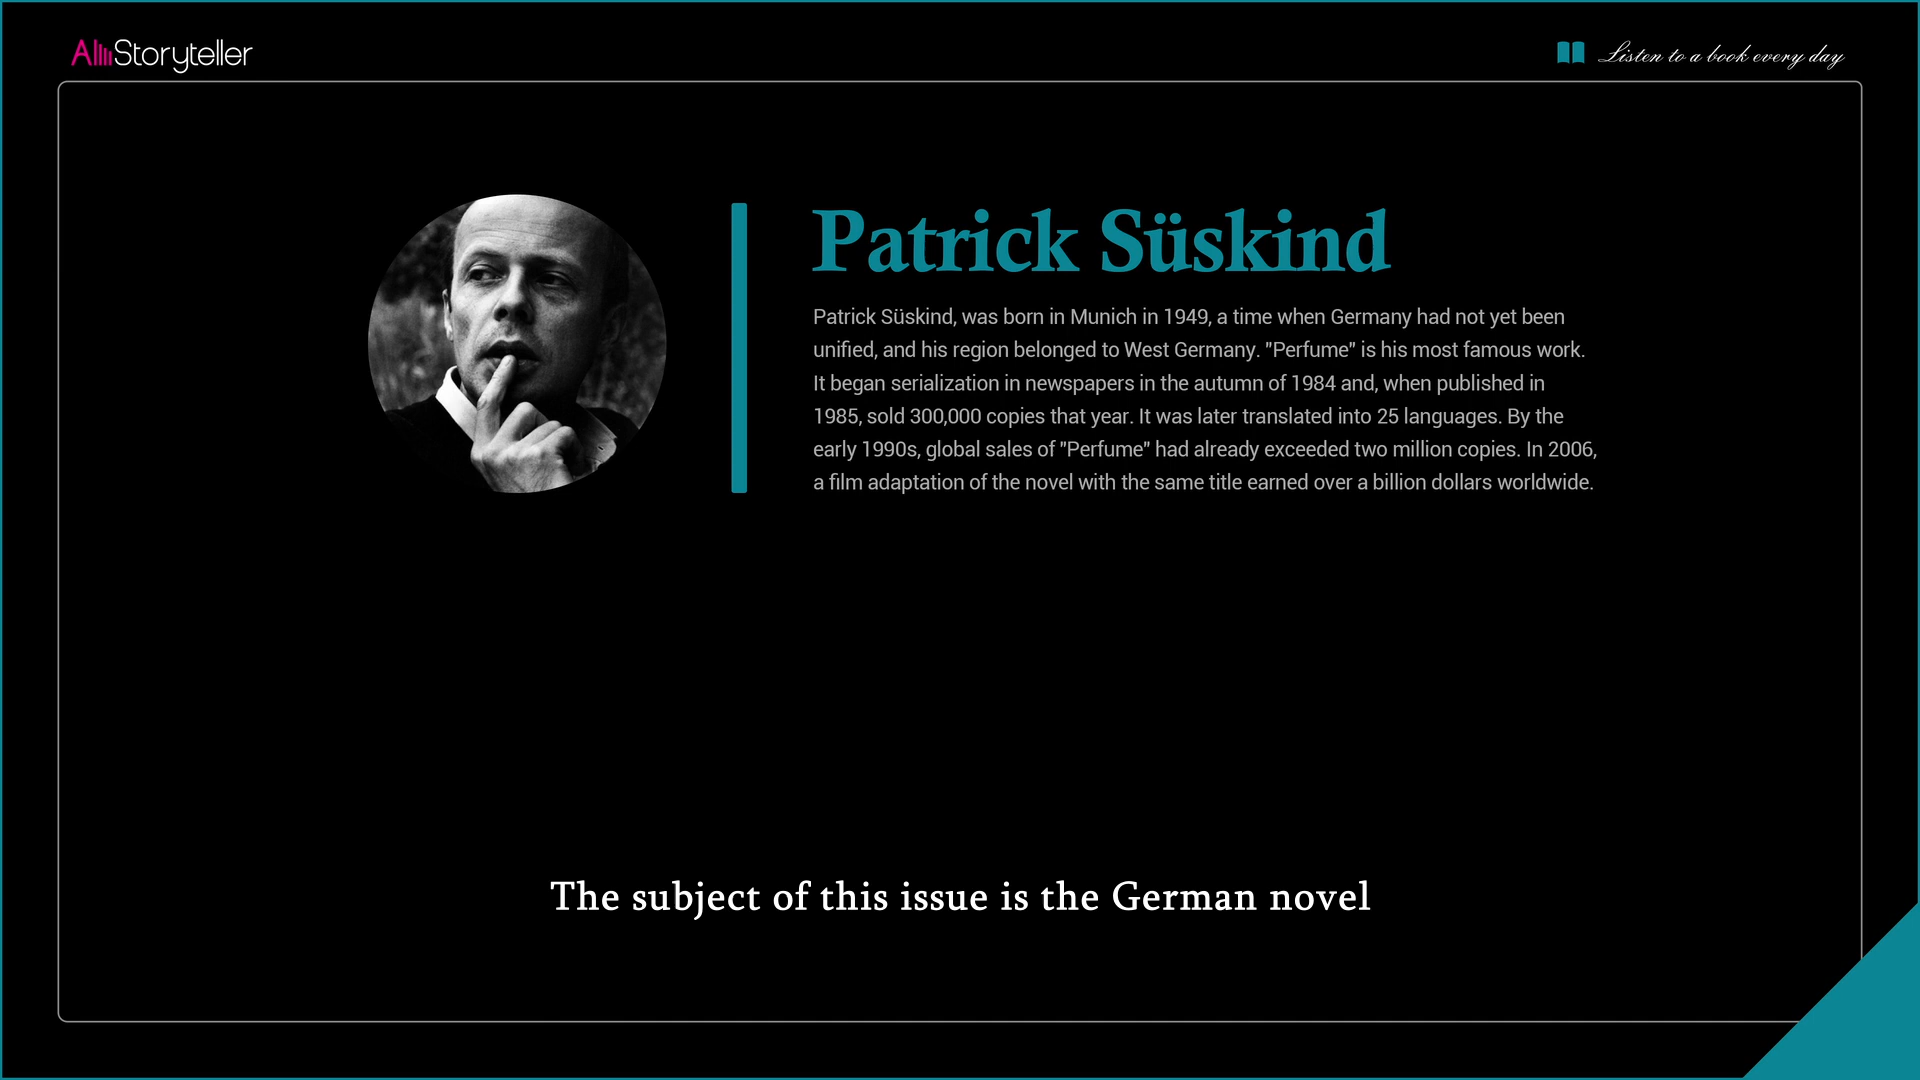 AIStoryteller
Listen to a book every day
Patrick Süskind
Patrick Süskind, was born in Munich in 1949, a time when Germany had not yet been
unified, and his region belonged to West Germany. "Perfume" is his most famous work.
It began serialization in newspapers in the autumn of 1984 and, when published in
1985, sold 300,000 copies that year. It was later translated into 25 languages. By the
early 1990s, global sales of "Perfume" had already exceeded two million copies. In 2006,
a film adaptation of the novel with the same title earned over a billion dollars worldwide.
The subject of this issue is the German novel